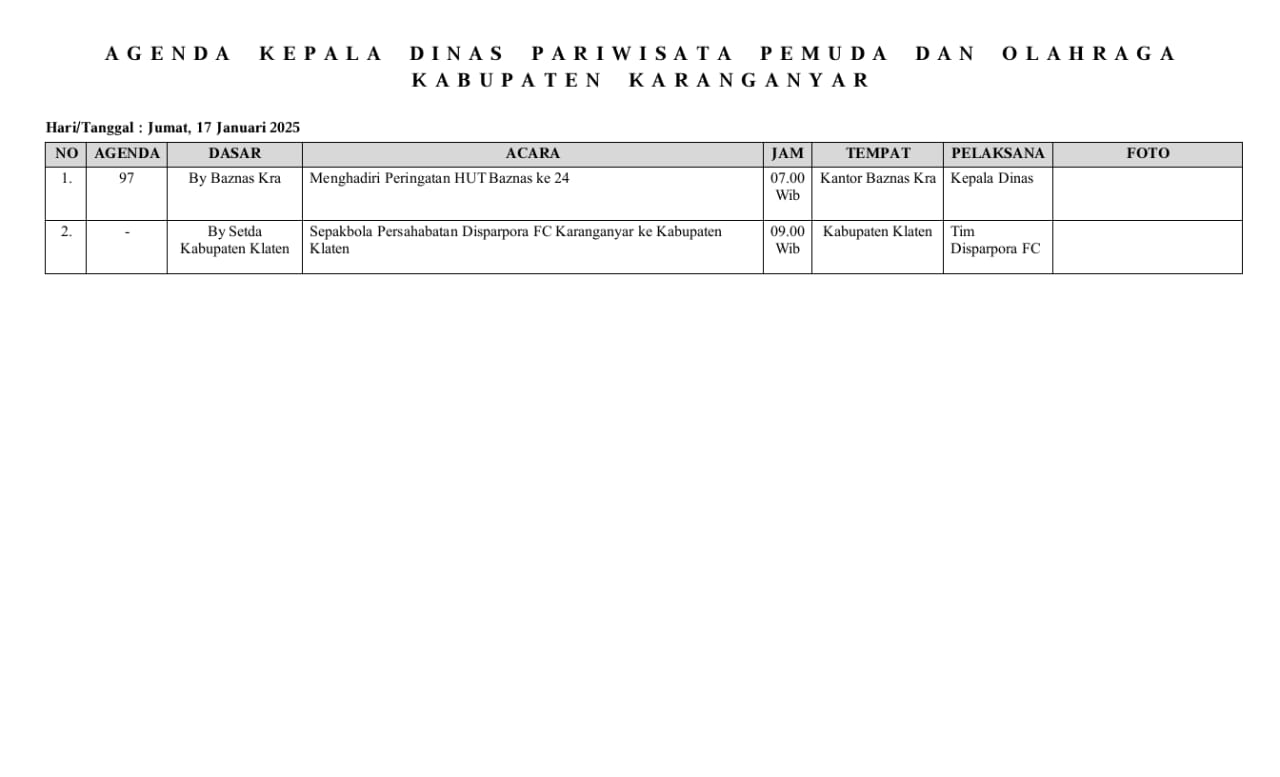 AGENDA KEPALA DINAS PARIWISATA PEMUDA DAN OLAHRAGA
KABUPATEN KARANGANYAR
Hari/Tanggal : Jumat, 17 Januari 2025
NO AGENDA DASAR ACARA JAM TEMPAT PELAKSANA FOTO
1. 97 By Baznas Kra Menghadiri Peringatan HUT Baznas ke 24 07.00 Kantor Baznas Kra Kepala Dinas
Wib
2. - By Setda Sepakbola Persahabatan Disparpora FC Karanganyar ke Kabupaten 09.00 Kabupaten Klaten Tim
Kabupaten Klaten Klaten Wib Disparpora FC